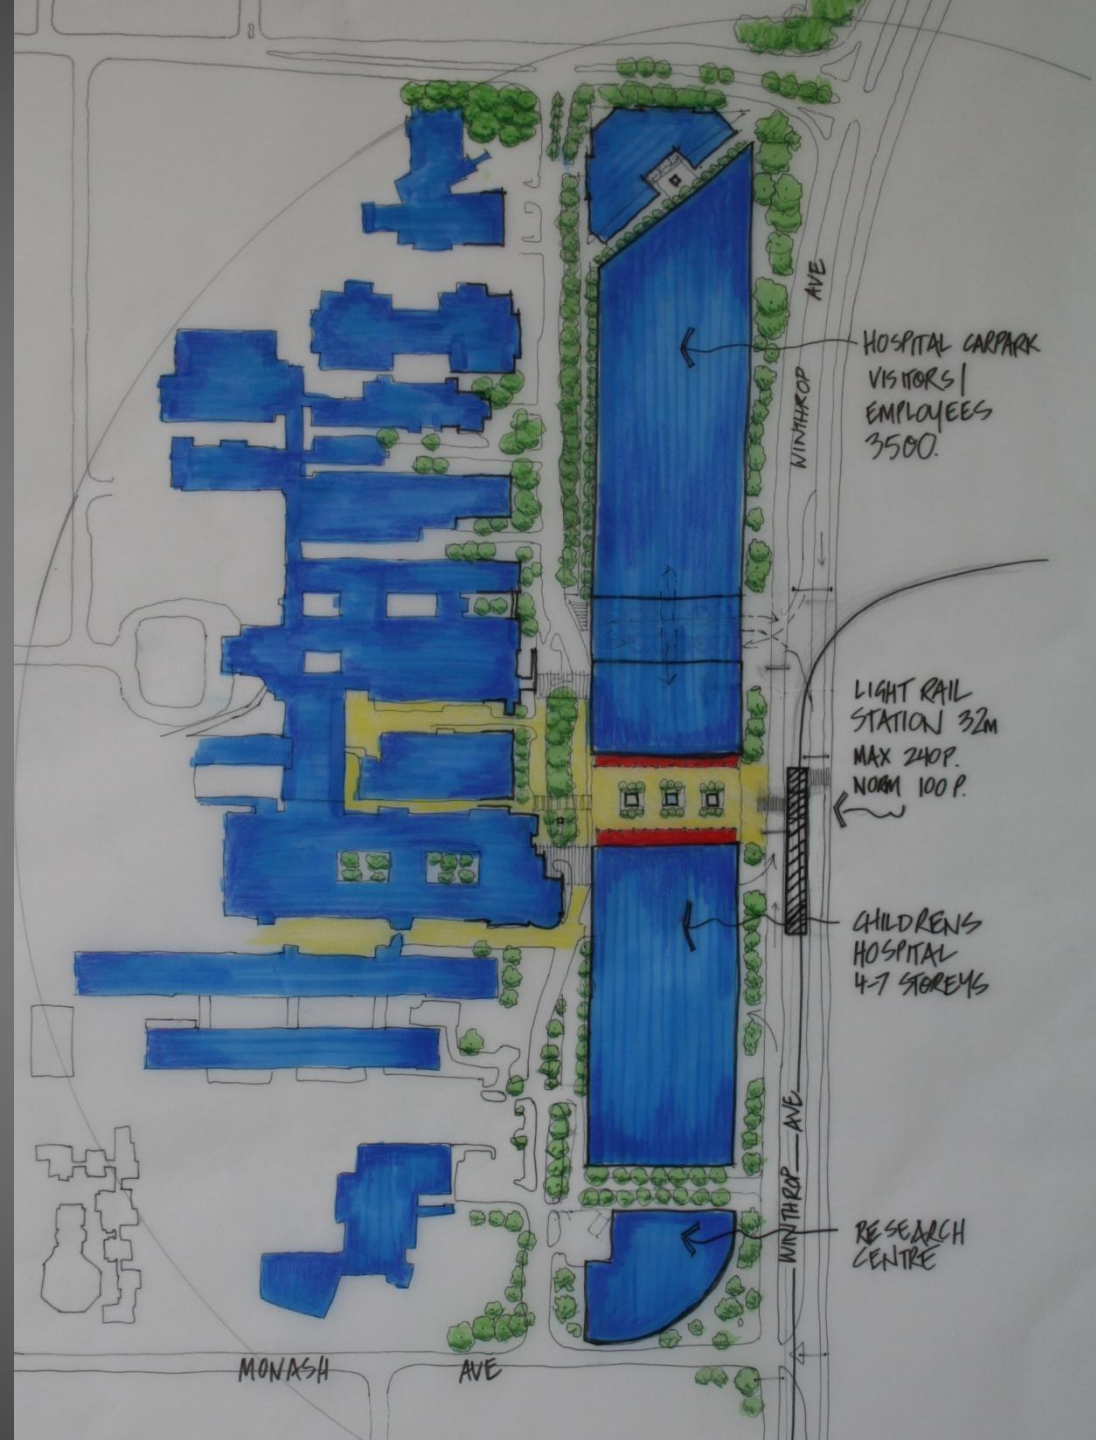 WINTHROP AVE
HOSPITAL CARPARK
VISITORS/
EMPLOYEES
3500.
LIGHT RAIL
STATION 32m
MAX 240P.
NORM 100 P.
CHILDRENS
HOSPITAL
4-7 STOREYS
WINTHROP AVE
RESEARCH
CENTRE
MONASH AVE